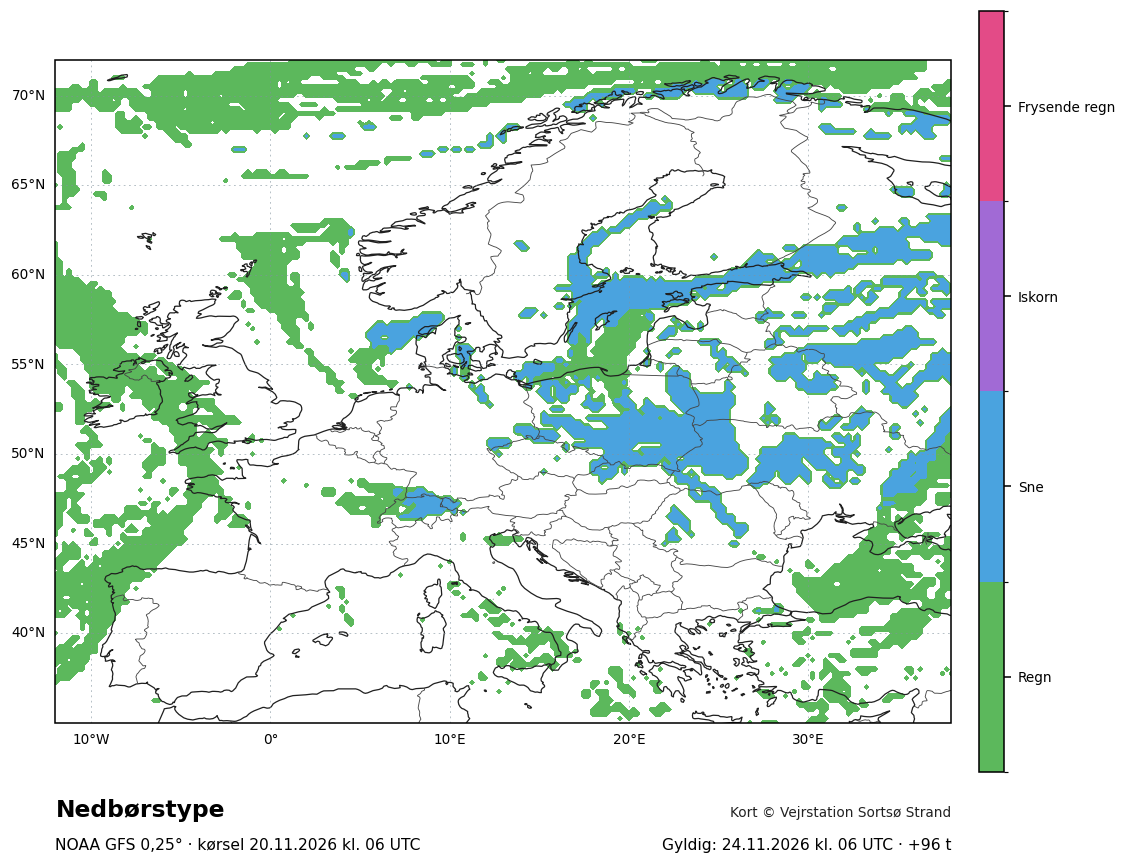 70°N
65°N
60°N
55°N
50°N
45°N
40°N
10°W
0°
10°E
20°E
30°E
Frysende regn
Iskorn
Sne
Regn
Nedbørstype
Kort © Vejrstation Sortsø Strand
NOAA GFS 0,25° · kørsel 20.11.2026 kl. 06 UTC
Gyldig: 24.11.2026 kl. 06 UTC · +96 t